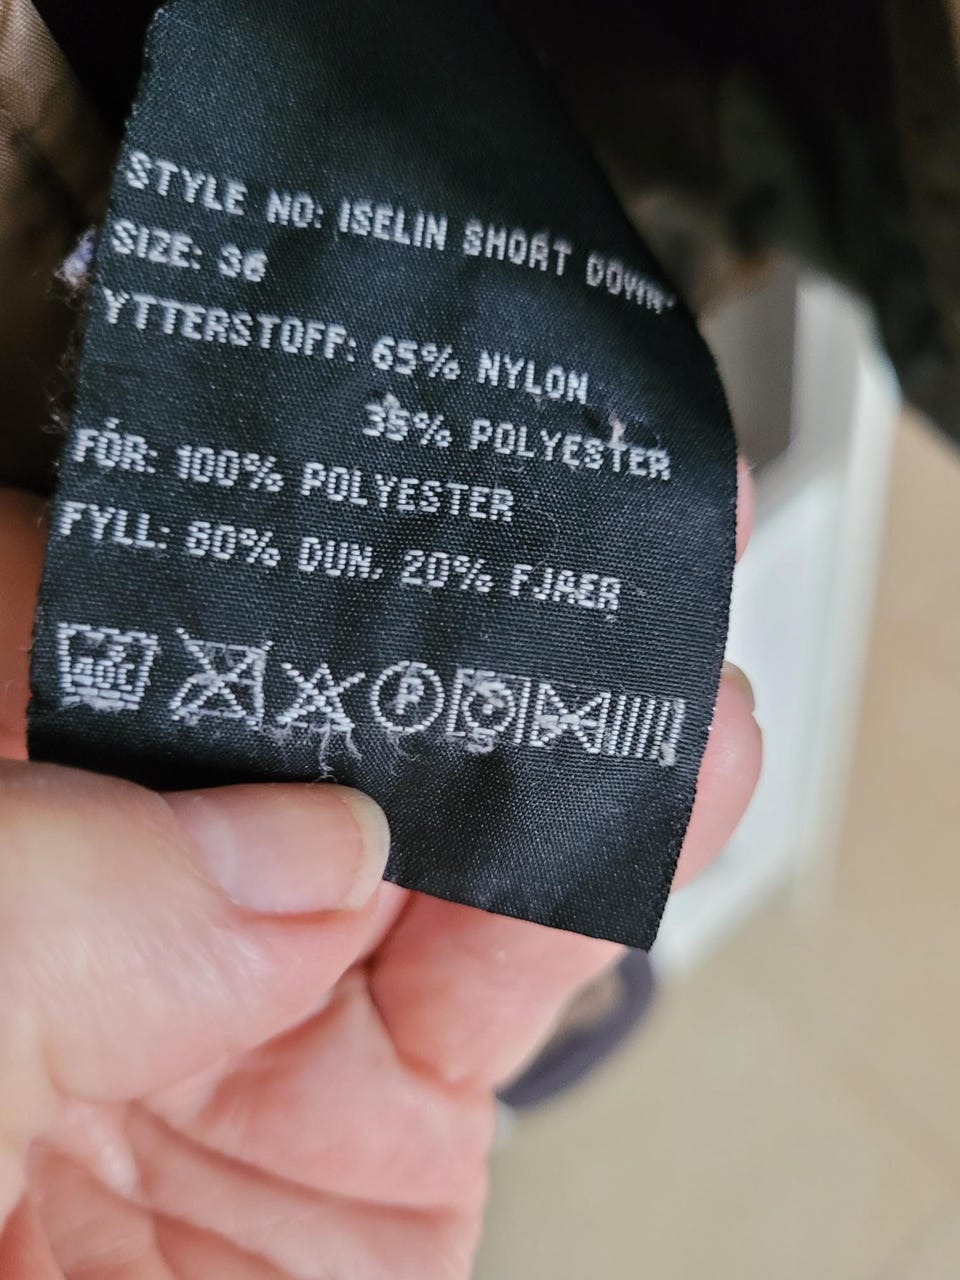 STYLE NO: ISELIN SHORT DOWN
SIZE: 36
YTTERSTOFF: 65% NYLON
35% POLYESTER
FÓR: 100% POLYESTER
FYLL: 80% DUN, 20% FJAER